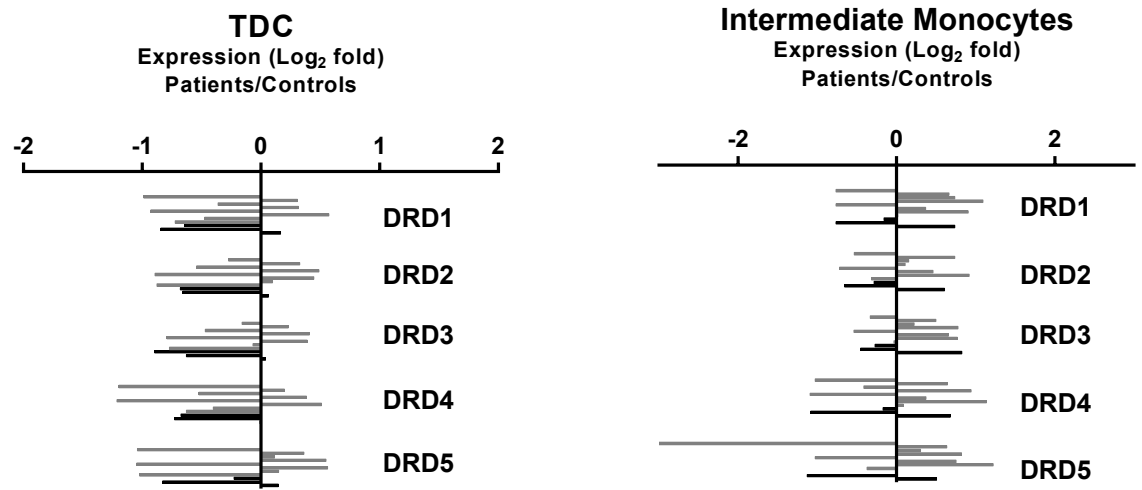 TDC
Expression (Log₂ fold)
Patients/Controls
-2 -1 0 1 2
DRD1
DRD2
DRD3
DRD4
DRD5
Intermediate Monocytes
Expression (Log₂ fold)
Patients/Controls
-2 0 2
DRD1
DRD2
DRD3
DRD4
DRD5